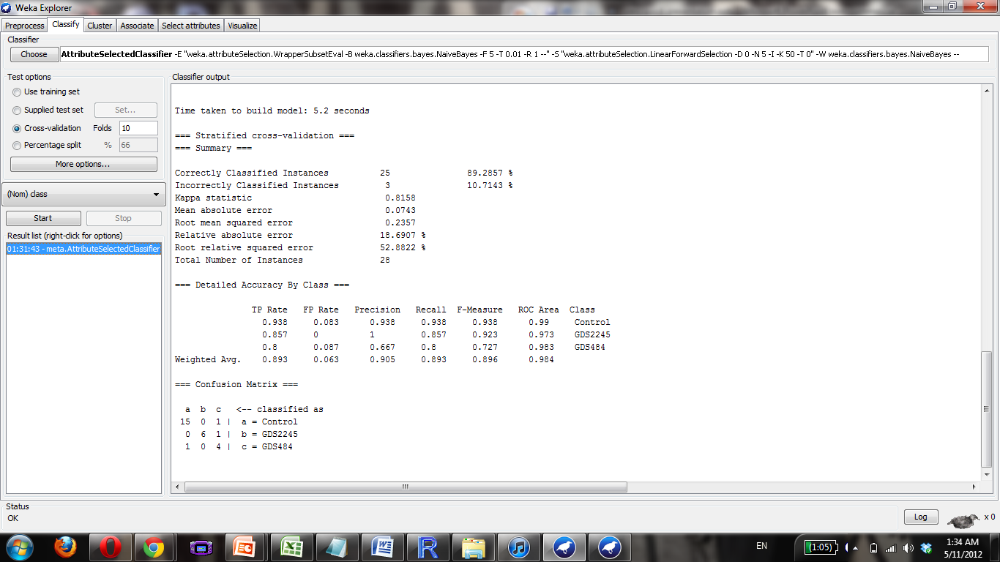 Weka Explorer
Preprocess Classify Cluster Associate Select attributes Visualize
Classifier
Choose AttributeSelectedClassifier -E "weka.attributeSelection.WrapperSubsetEval -B weka.classifiers.bayes.NaiveBayes -F 5 -T 0.01 -R 1 --" -S "weka.attributeSelection.LinearForwardSelection -D 0 -N 5 -I -K 50 -T 0" -W weka.classifiers.bayes.NaiveBayes --
Test options
Use training set
Supplied test set Set...
Cross-validation Folds 10
Percentage split % 66
More options...
(Nom) class
Start Stop
Result list (right-click for options)
01:31:43 - meta.AttributeSelectedClassifier
Classifier output
Time taken to build model: 5.2 seconds
=== Stratified cross-validation ===
=== Summary ===
Correctly Classified Instances 25 89.2857 %
Incorrectly Classified Instances 3 10.7143 %
Kappa statistic 0.8158
Mean absolute error 0.0743
Root mean squared error 0.2357
Relative absolute error 18.6907 %
Root relative squared error 52.8822 %
Total Number of Instances 28
=== Detailed Accuracy By Class ===
TP Rate FP Rate Precision Recall F-Measure ROC Area Class
0.938 0.083 0.938 0.938 0.938 0.99 Control
0.857 0 1 0.857 0.923 0.973 GDS2245
0.8 0.087 0.667 0.8 0.727 0.983 GDS484
Weighted Avg. 0.893 0.063 0.905 0.893 0.896 0.984
=== Confusion Matrix ===
a b c <-- classified as
15 0 1 | a = Control
0 6 1 | b = GDS2245
1 0 4 | c = GDS484
Status
OK
Log x 0
EN (1:05) 1:34 AM
5/11/2012